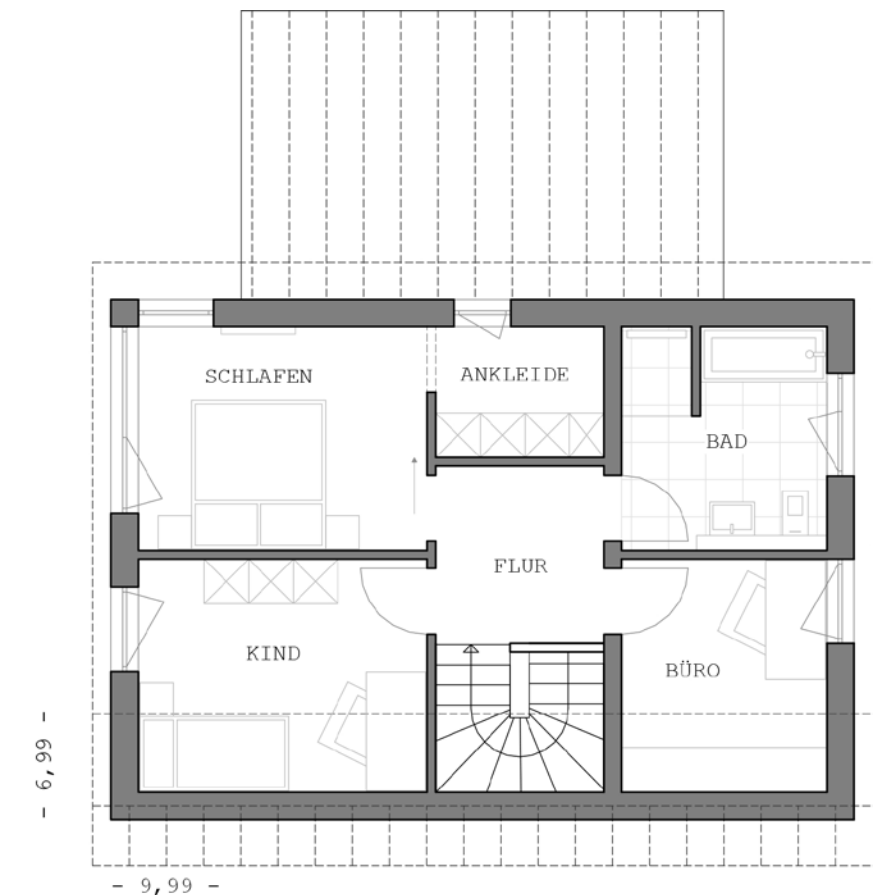 SCHLAFEN
ANKLEIDE
BAD
FLUR
KIND
BÜRO
- 6,99 -
- 9,99 -